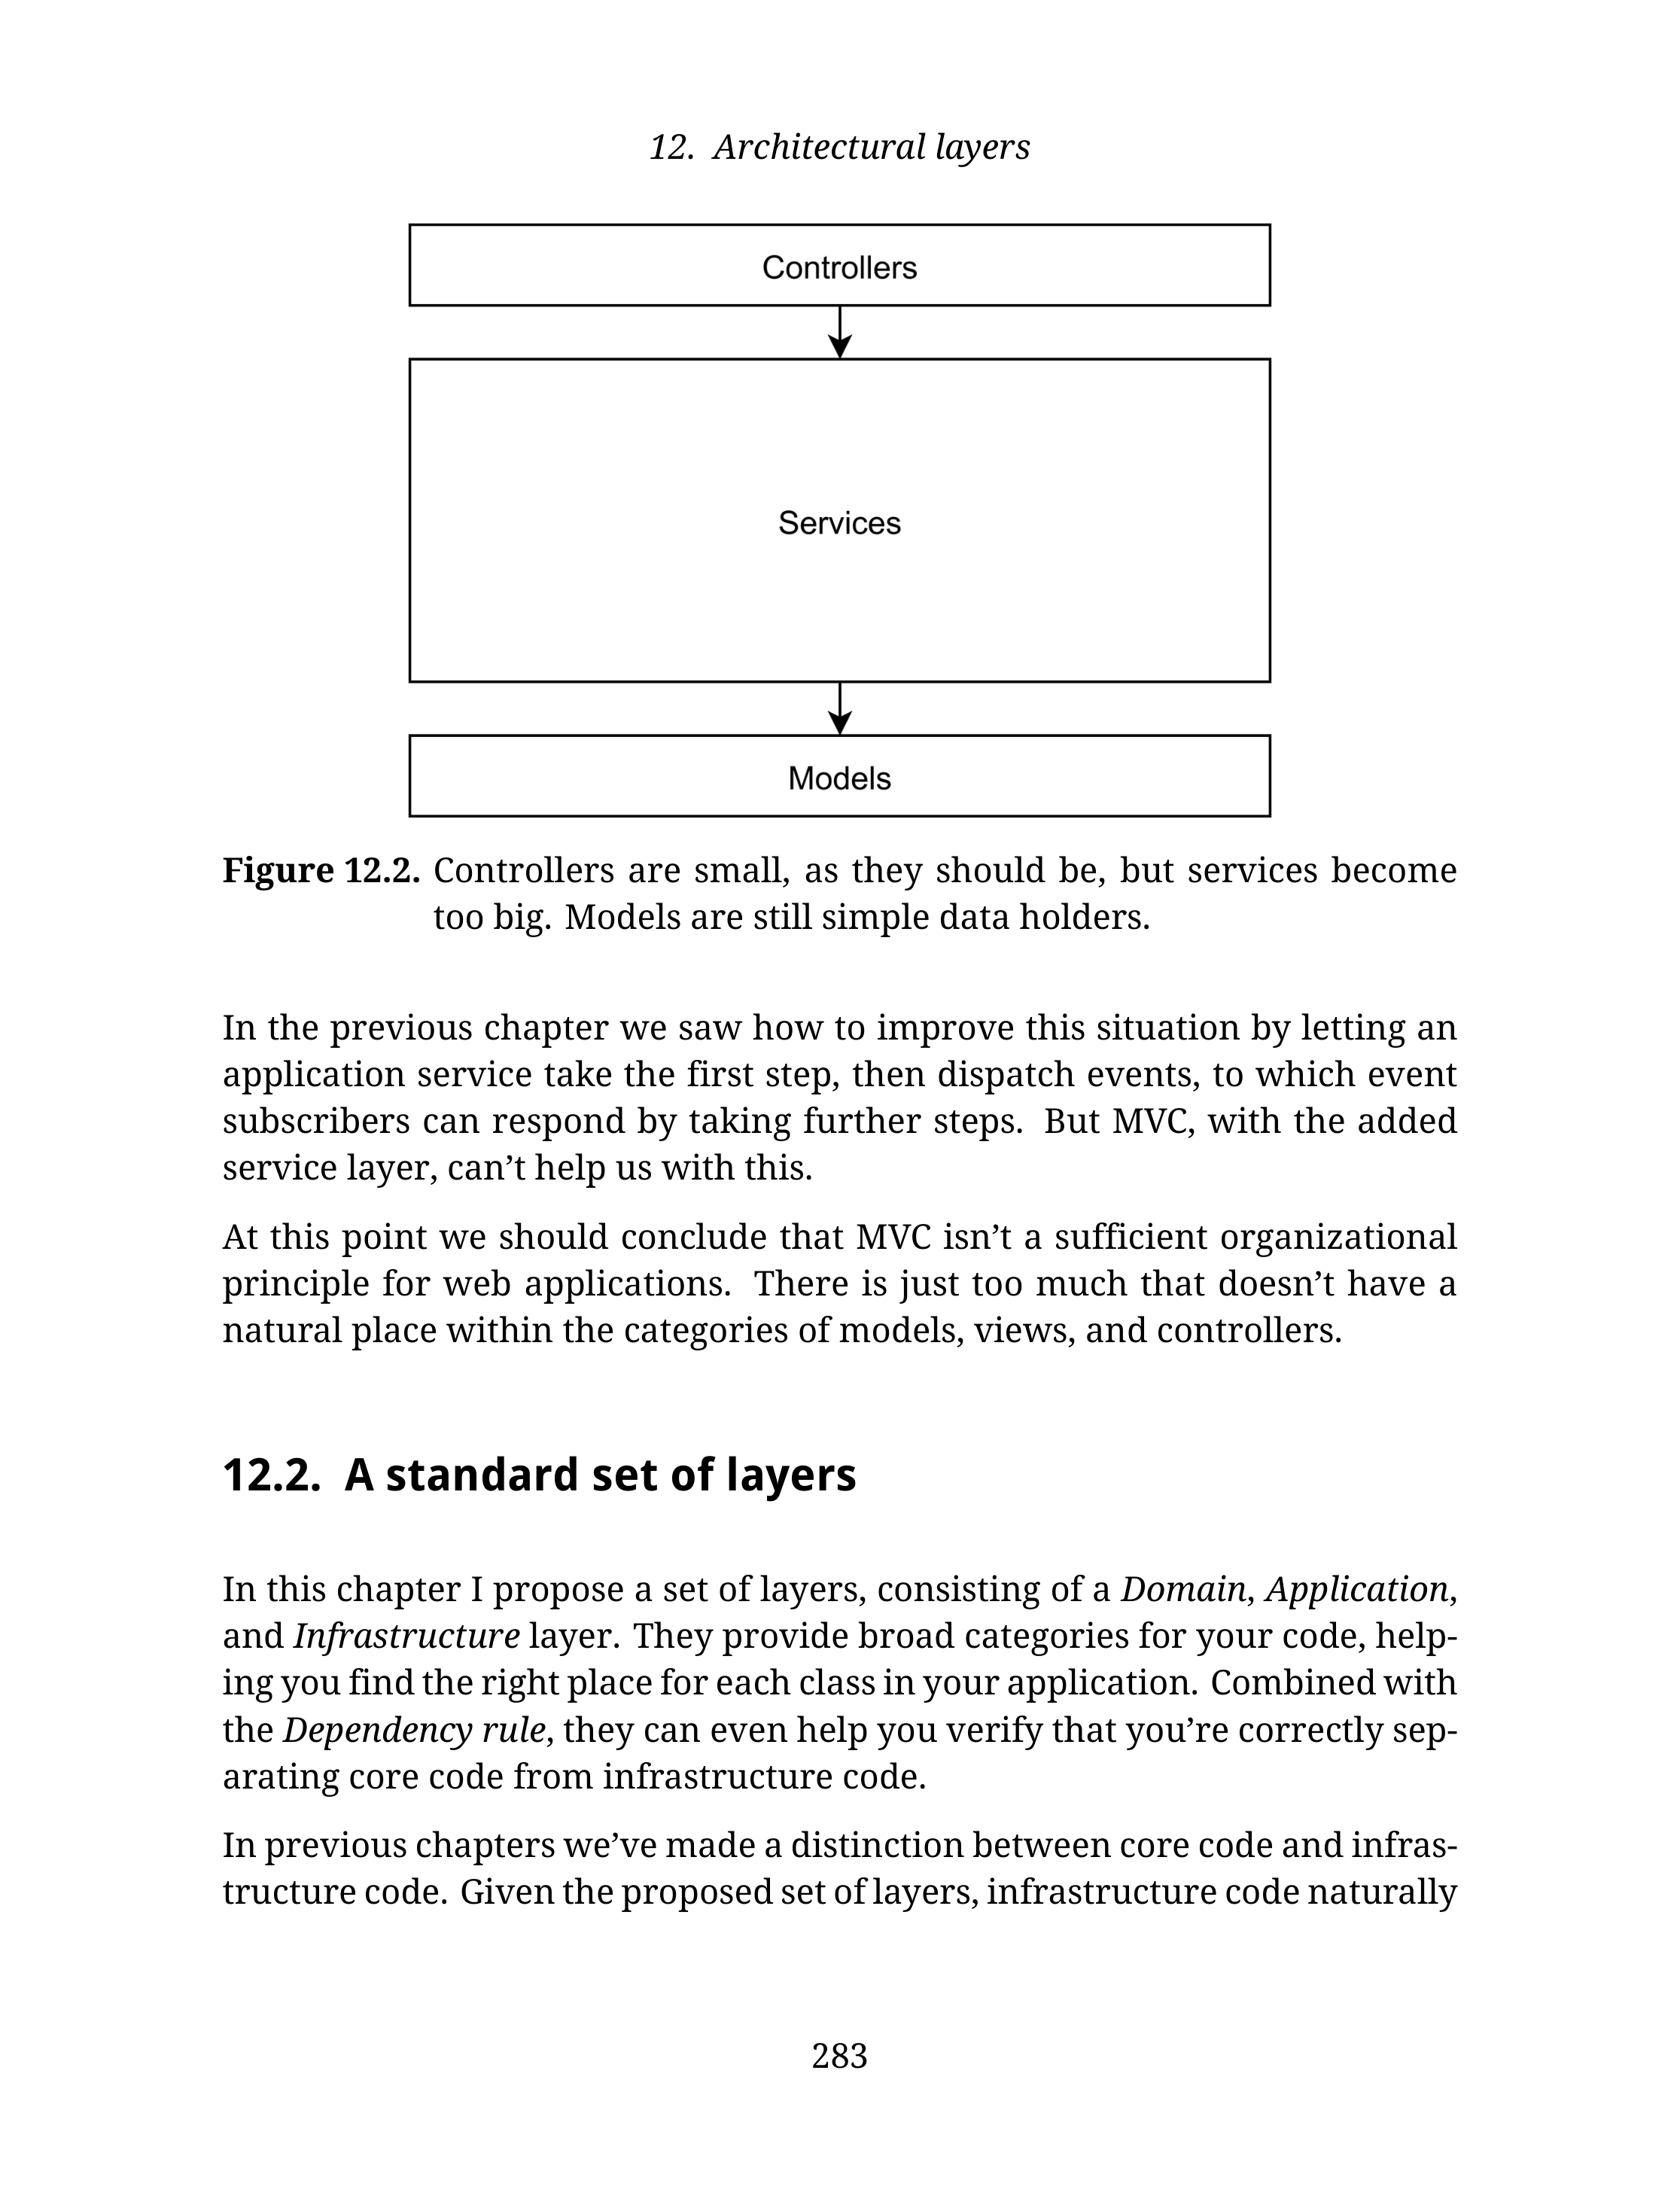 12. Architectural layers
Controllers
Services
Models
Figure 12.2. Controllers are small, as they should be, but services become
too big. Models are still simple data holders.
In the previous chapter we saw how to improve this situation by letting an
application service take the first step, then dispatch events, to which event
subscribers can respond by taking further steps. But MVC, with the added
service layer, can’t help us with this.
At this point we should conclude that MVC isn’t a sufficient organizational
principle for web applications. There is just too much that doesn’t have a
natural place within the categories of models, views, and controllers.
12.2. A standard set of layers
In this chapter I propose a set of layers, consisting of a Domain, Application,
and Infrastructure layer. They provide broad categories for your code, help-
ing you find the right place for each class in your application. Combined with
the Dependency rule, they can even help you verify that you’re correctly sep-
arating core code from infrastructure code.
In previous chapters we’ve made a distinction between core code and infras-
tructure code. Given the proposed set of layers, infrastructure code naturally
283